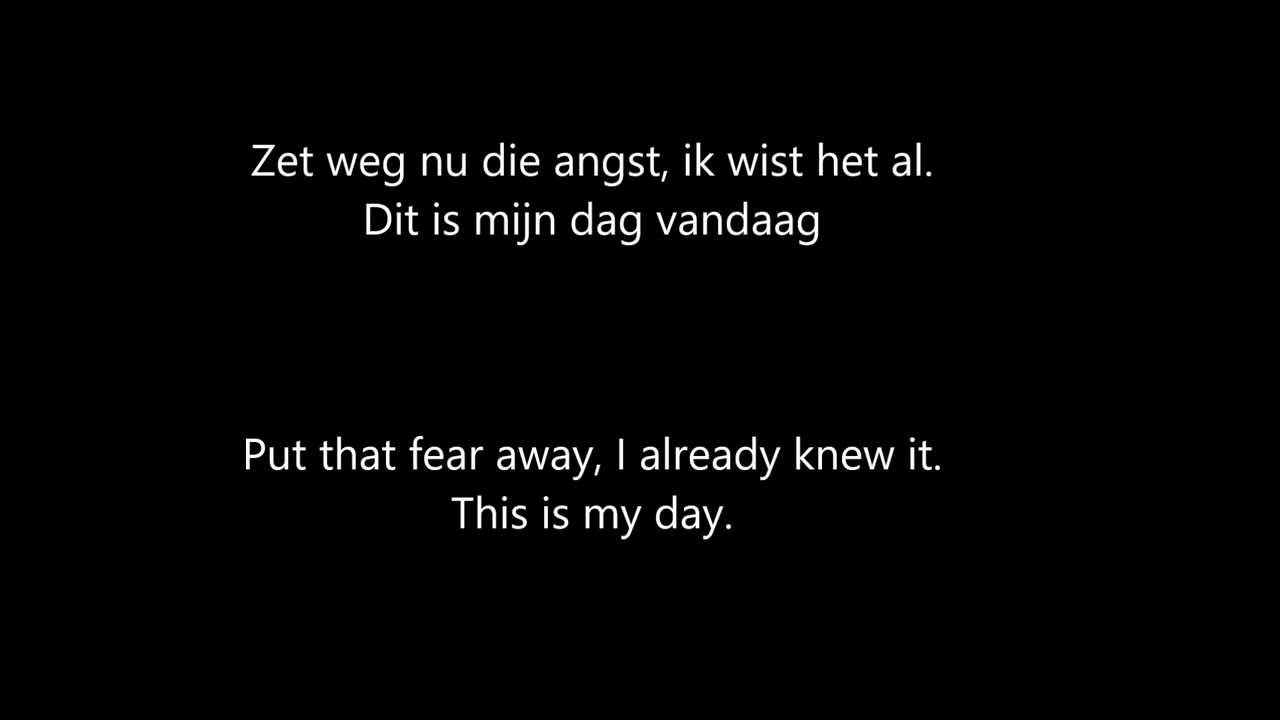 Zet weg nu die angst, ik wist het al.
Dit is mijn dag vandaag
Put that fear away, I already knew it.
This is my day.